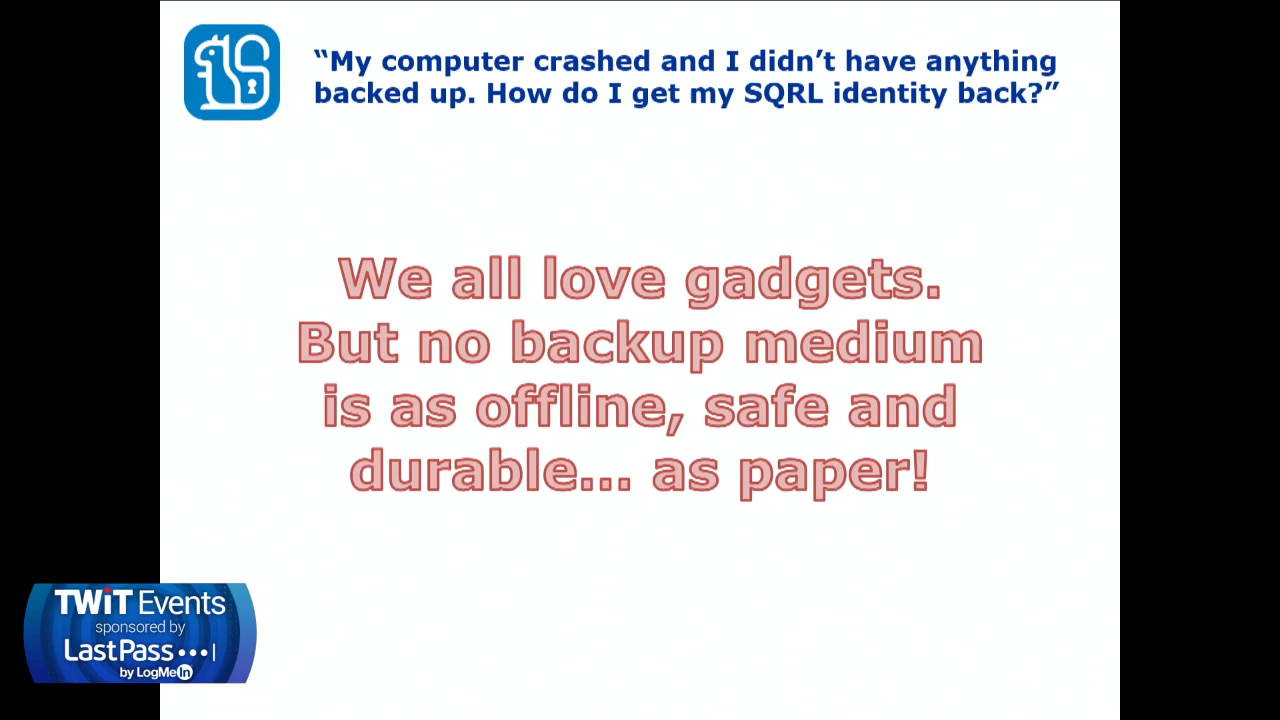 “My computer crashed and I didn’t have anything
backed up. How do I get my SQRL identity back?”
We all love gadgets.
But no backup medium
is as offline, safe and
durable... as paper!
TWiT Events
sponsored by
LastPass •••|
by LogMeIn